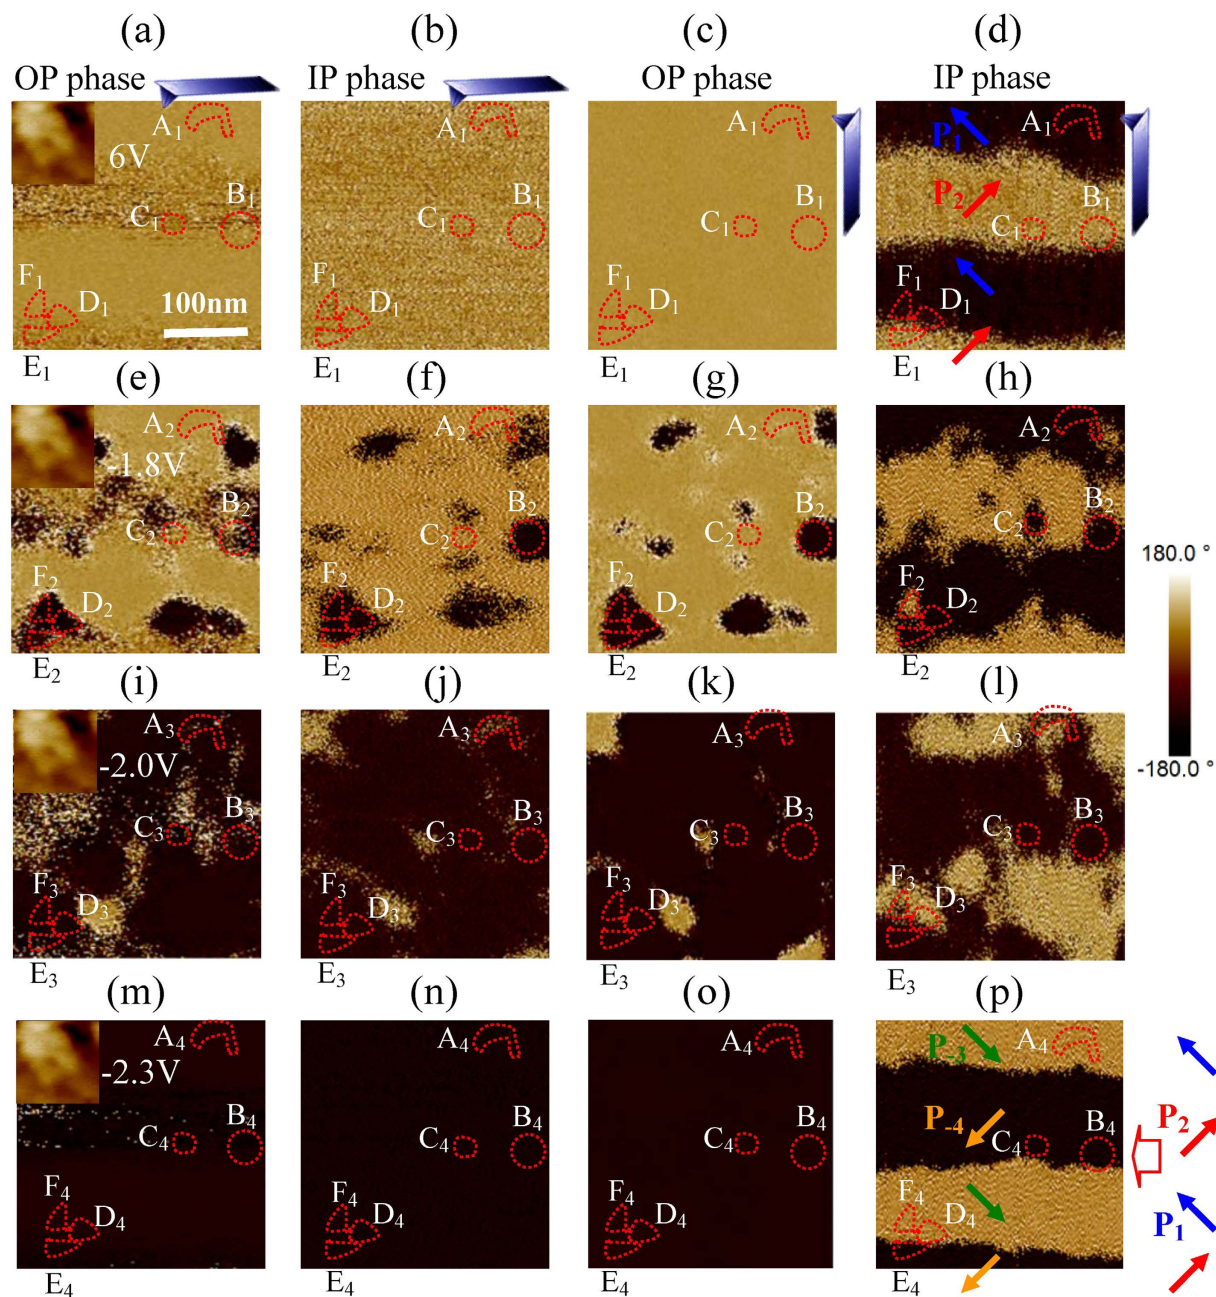 (a) (b) (c) (d)
OP phase IP phase OP phase IP phase
A₁ A₁ A₁ P₁ A₁
6V
B₁ B₁ B₁ P₂ B₁
C₁ C₁ C₁ C₁
F₁ F₁ F₁ F₁
D₁ D₁ D₁ D₁
100nm
E₁ E₁ E₁ E₁
(e) (f) (g) (h)
A₂ A₂ A₂ A₂
-1.8V
B₂ B₂ B₂ B₂
C₂ C₂ C₂ C₂
180.0 °
F₂ F₂ F₂ F₂
D₂ D₂ D₂ D₂
E₂ E₂ E₂ E₂
(i) (j) (k) (l)
A₃ A₃ A₃ A₃
-2.0V
-180.0 °
B₃ B₃ B₃ B₃
C₃ C₃ C₃ C₃
F₃ F₃ F₃ F₃
D₃ D₃ D₃ D₃
E₃ E₃ E₃ E₃
(m) (n) (o) (p)
A₄ A₄ A₄ P₋₃ A₄
-2.3V
B₄ B₄ B₄ P₋₄ B₄ P₂
C₄ C₄ C₄ C₄
F₄ F₄ F₄ F₄
D₄ D₄ D₄ D₄ P₁
E₄ E₄ E₄ E₄